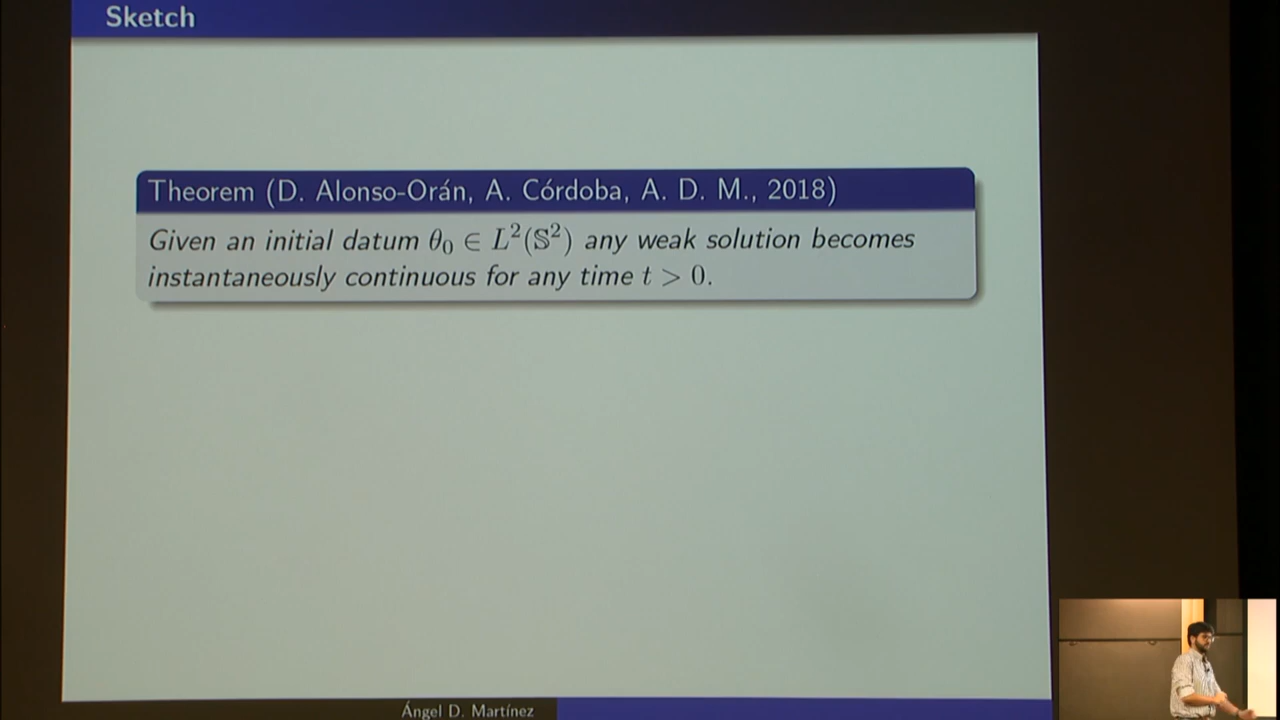 Sketch
Theorem (D. Alonso-Orán, A. Córdoba, A. D. M., 2018)
Given an initial datum θ₀ ∈ L²(𝕊²) any weak solution becomes
instantaneously continuous for any time t > 0.
Ángel D. Martínez